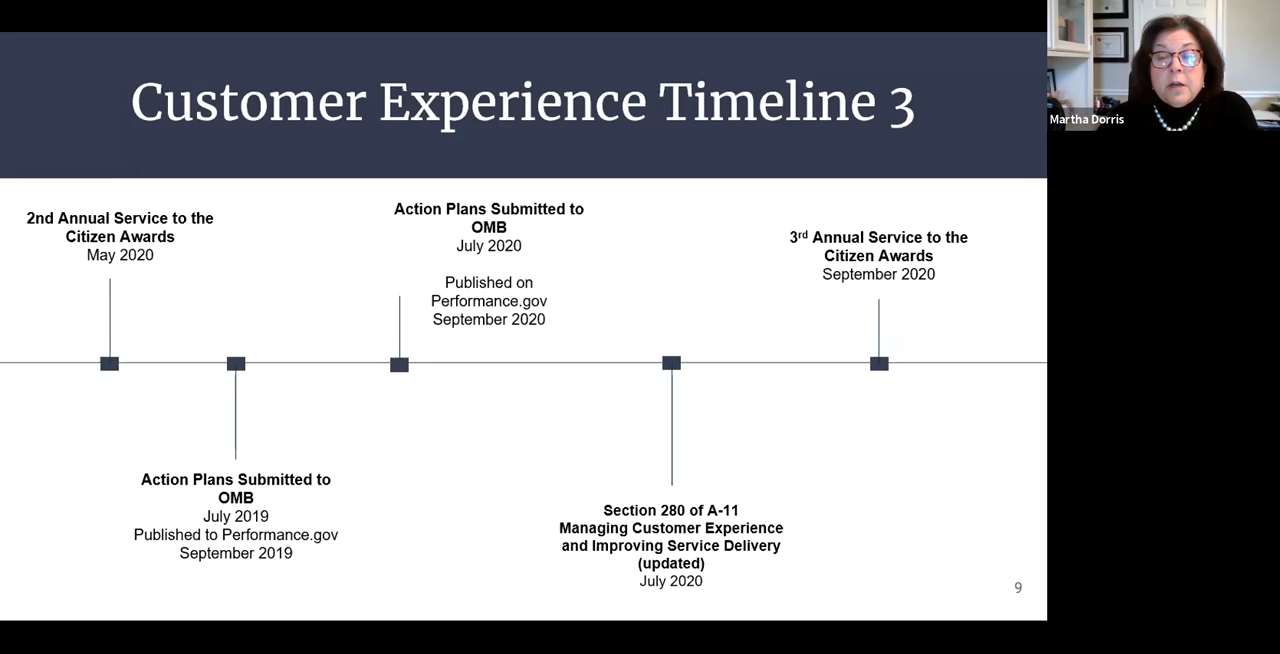 Customer Experience Timeline 3
Martha Dorris
2nd Annual Service to the
Citizen Awards
May 2020
Action Plans Submitted to
OMB
July 2020
Published on
Performance.gov
September 2020
3rd Annual Service to the
Citizen Awards
September 2020
Action Plans Submitted to
OMB
July 2019
Published to Performance.gov
September 2019
Section 280 of A-11
Managing Customer Experience
and Improving Service Delivery
(updated)
July 2020
9